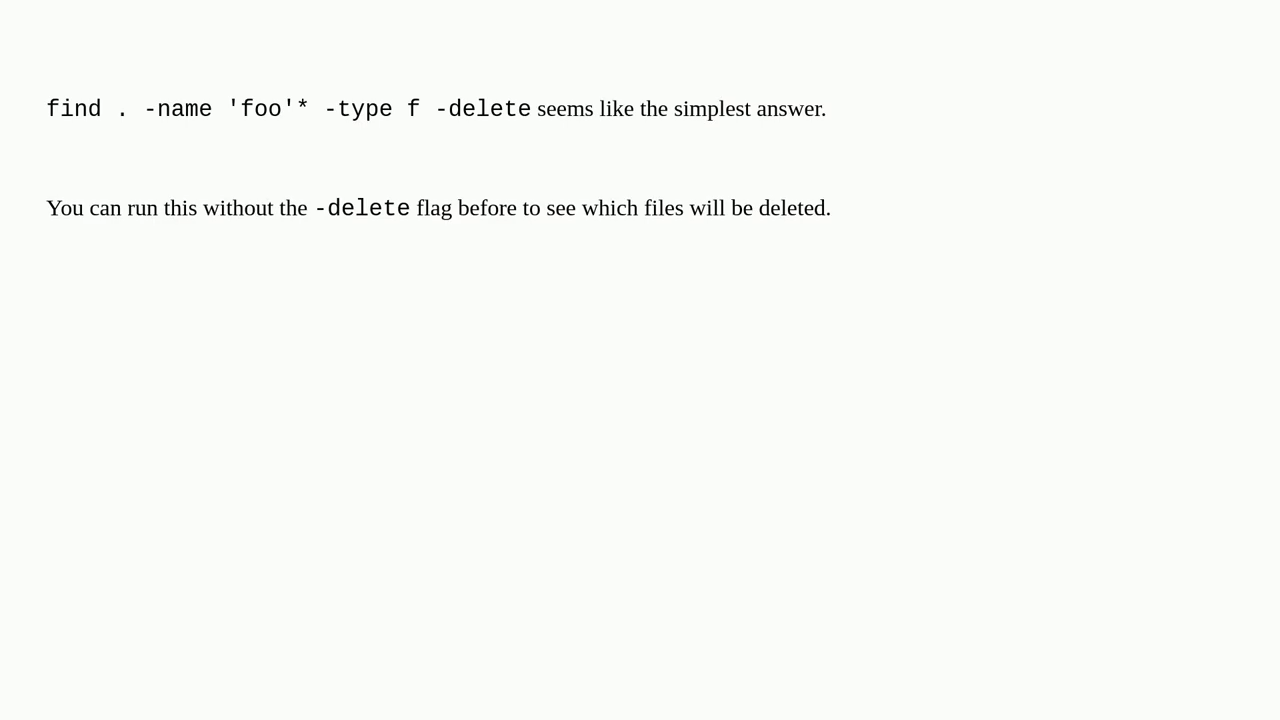 find . -name 'foo'* -type f -delete seems like the simplest answer.
You can run this without the -delete flag before to see which files will be deleted.